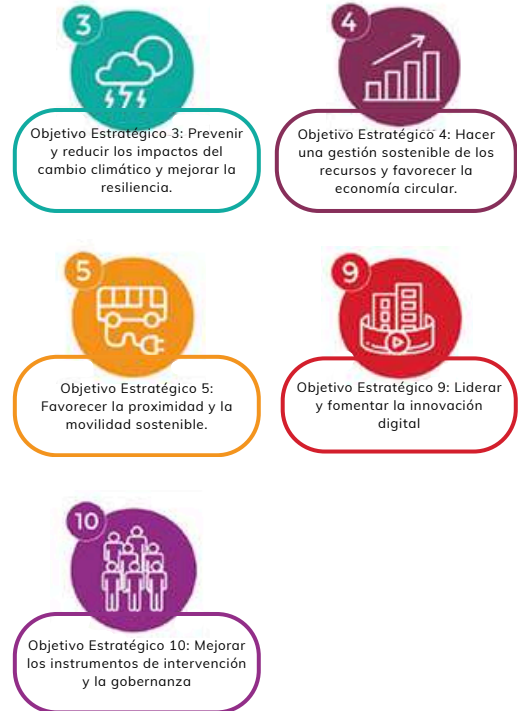 3
Objetivo Estratégico 3: Prevenir
y reducir los impactos del
cambio climático y mejorar la
resiliencia.
4
Objetivo Estratégico 4: Hacer
una gestión sostenible de los
recursos y favorecer la
economía circular.
5
Objetivo Estratégico 5:
Favorecer la proximidad y la
movilidad sostenible.
9
Objetivo Estratégico 9: Liderar
y fomentar la innovación
digital
10
Objetivo Estratégico 10: Mejorar
los instrumentos de intervención
y la gobernanza